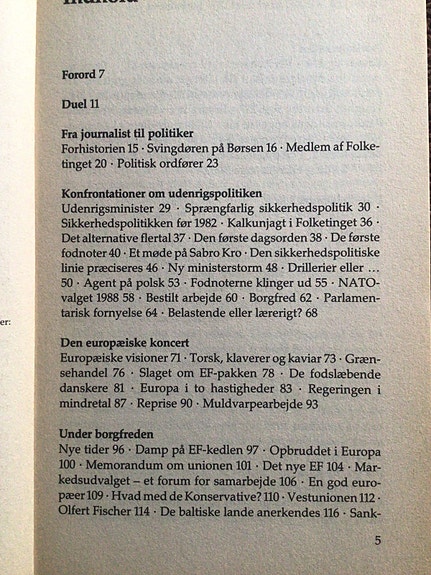 Indhold
Forord 7
Duel 11
Fra journalist til politiker
Forhistorien 15 · Svingdøren på Børsen 16 · Medlem af Folke-
tinget 20 · Politisk ordfører 23
Konfrontationer om udenrigspolitiken
Udenrigsminister 29 · Sprængfarlig sikkerhedspolitik 30 ·
Sikkerhedspolitikken før 1982 · Kalkunjagt i Folketinget 36 ·
Det alternative flertal 37 · Den første dagsorden 38 · De første
fodnoter 40 · Et møde på Sabro Kro · Den sikkerhedspolitiske
linie præciseres 46 · Ny ministerstorm 48 · Drillerier eller ...
50 · Agent på polsk 53 · Fodnoterne klinger ud 55 · NATO-
valget 1988 58 · Bestilt arbejde 60 · Borgfred 62 · Parlamen-
tarisk fornyelse 64 · Belastende eller lærerigt? 68
Den europæiske koncert
Europæiske visioner 71 · Torsk, klaverer og kaviar 73 · Græn-
sehandel 76 · Slaget om EF-pakken 78 · De fodslæbende
danskere 81 · Europa i to hastigheder 83 · Regeringen i
mindretal 87 · Reprise 90 · Muldvarpearbejde 93
Under borgfreden
Nye tider 96 · Damp på EF-kedlen 97 · Opbruddet i Europa
100 · Memorandum om unionen 101 · Det nye EF 104 · Mar-
kedsudvalget – et forum for samarbejde 106 · En god euro-
pæer 109 · Hvad med de Konservative? 110 · Vestunionen 112 ·
Olfert Fischer 114 · De baltiske lande anerkendes 116 · Sank-
5
er: